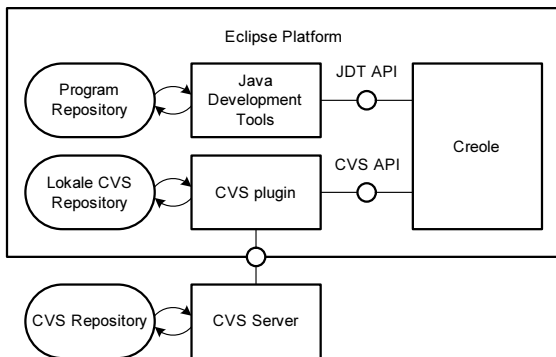 Eclipse Platform
Program
Repository
Java
Development
Tools
JDT API
Creole
Lokale CVS
Repository
CVS plugin
CVS API
CVS Repository
CVS Server